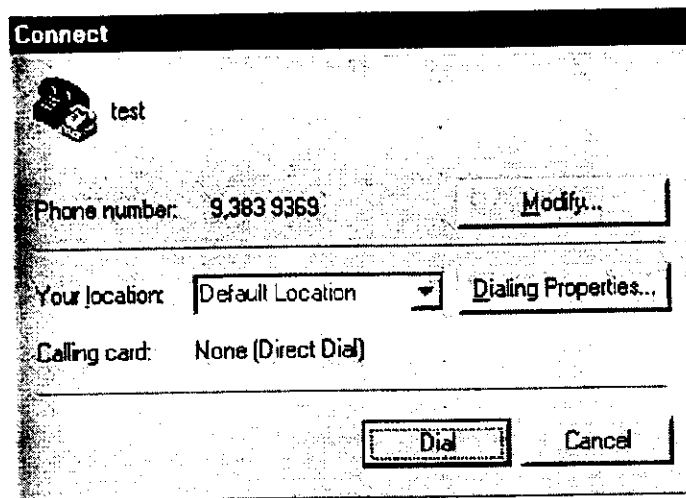 Connect
test
Phone number: 9,383 9369 Modify...
Your location: Default Location Dialing Properties...
Calling card: None (Direct Dial)
Dial Cancel